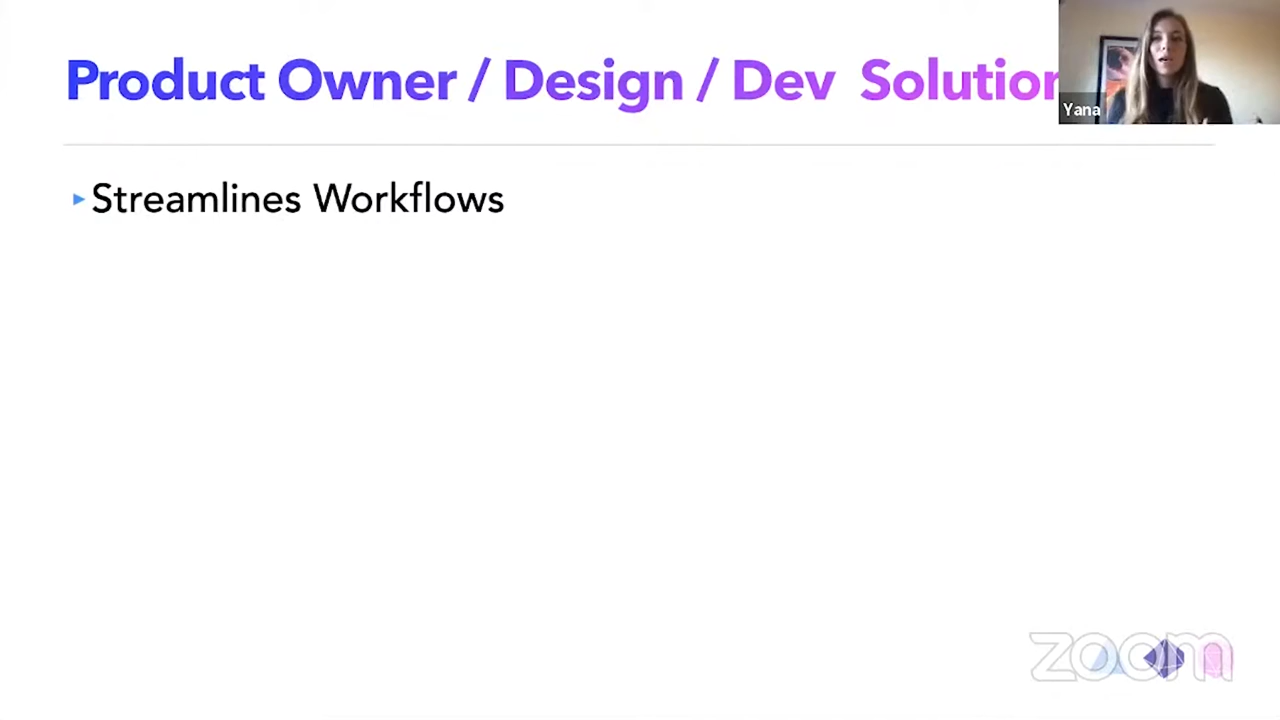 Product Owner / Design / Dev Solution
Yana
Streamlines Workflows
zoom